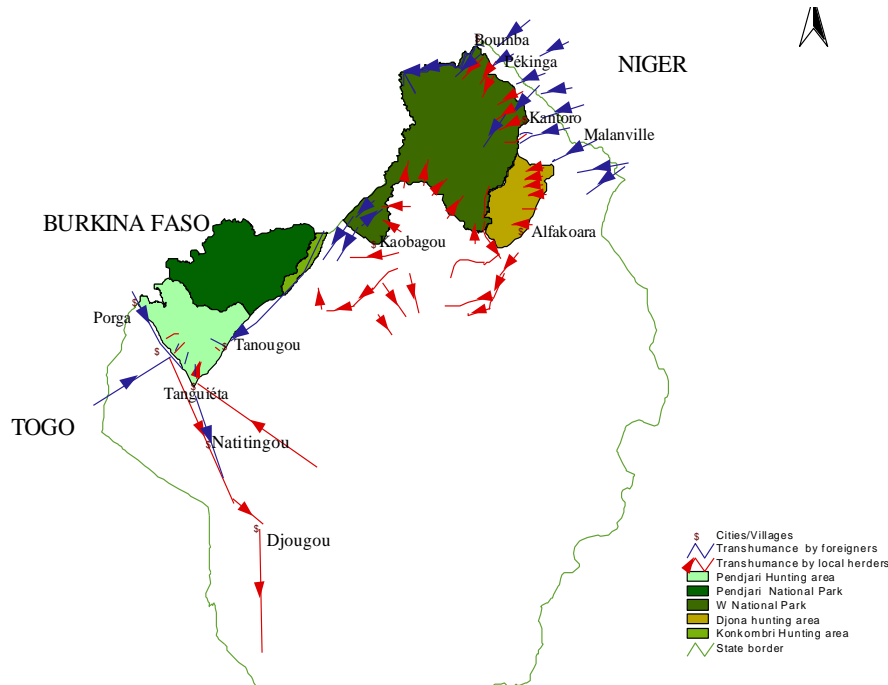 Boumba
NIGER
Pékinga
Kantoro
Malanville
BURKINA FASO
Alfakoara
Kaobagou
Porga
Tanougou
Tanguiéta
TOGO
Natitingou
Djougou
$ Cities/Villages
Transhumance by foreigners
Transhumance by local herders
Pendjari Hunting area
Pendjari National Park
W National Park
Djona hunting area
Konkombri Hunting area
State border